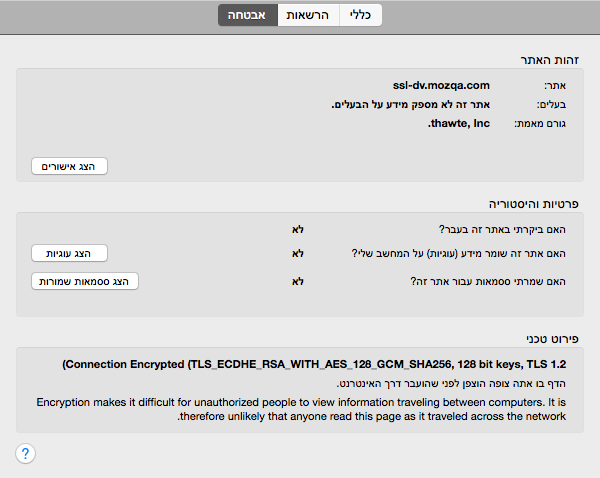 כללי
הרשאות
אבטחה
זהות האתר
אתר: ssl-dv.mozqa.com
בעלים: אתר זה לא מספק מידע על הבעלים.
גורם מאמת: thawte, Inc.
הצג אישורים
פרטיות והיסטוריה
האם ביקרתי באתר זה בעבר? לא
האם אתר זה שומר מידע (עוגיות) על המחשב שלי? לא הצג עוגיות
האם שמרתי ססמאות עבור אתר זה? לא הצג ססמאות שמורות
פירוט טכני
Connection Encrypted (TLS_ECDHE_RSA_WITH_AES_128_GCM_SHA256, 128 bit keys, TLS 1.2)
הדף בו אתה צופה הוצפן לפני שהועבר דרך האינטרנט.
Encryption makes it difficult for unauthorized people to view information traveling between computers. It is
therefore unlikely that anyone read this page as it traveled across the network.
?